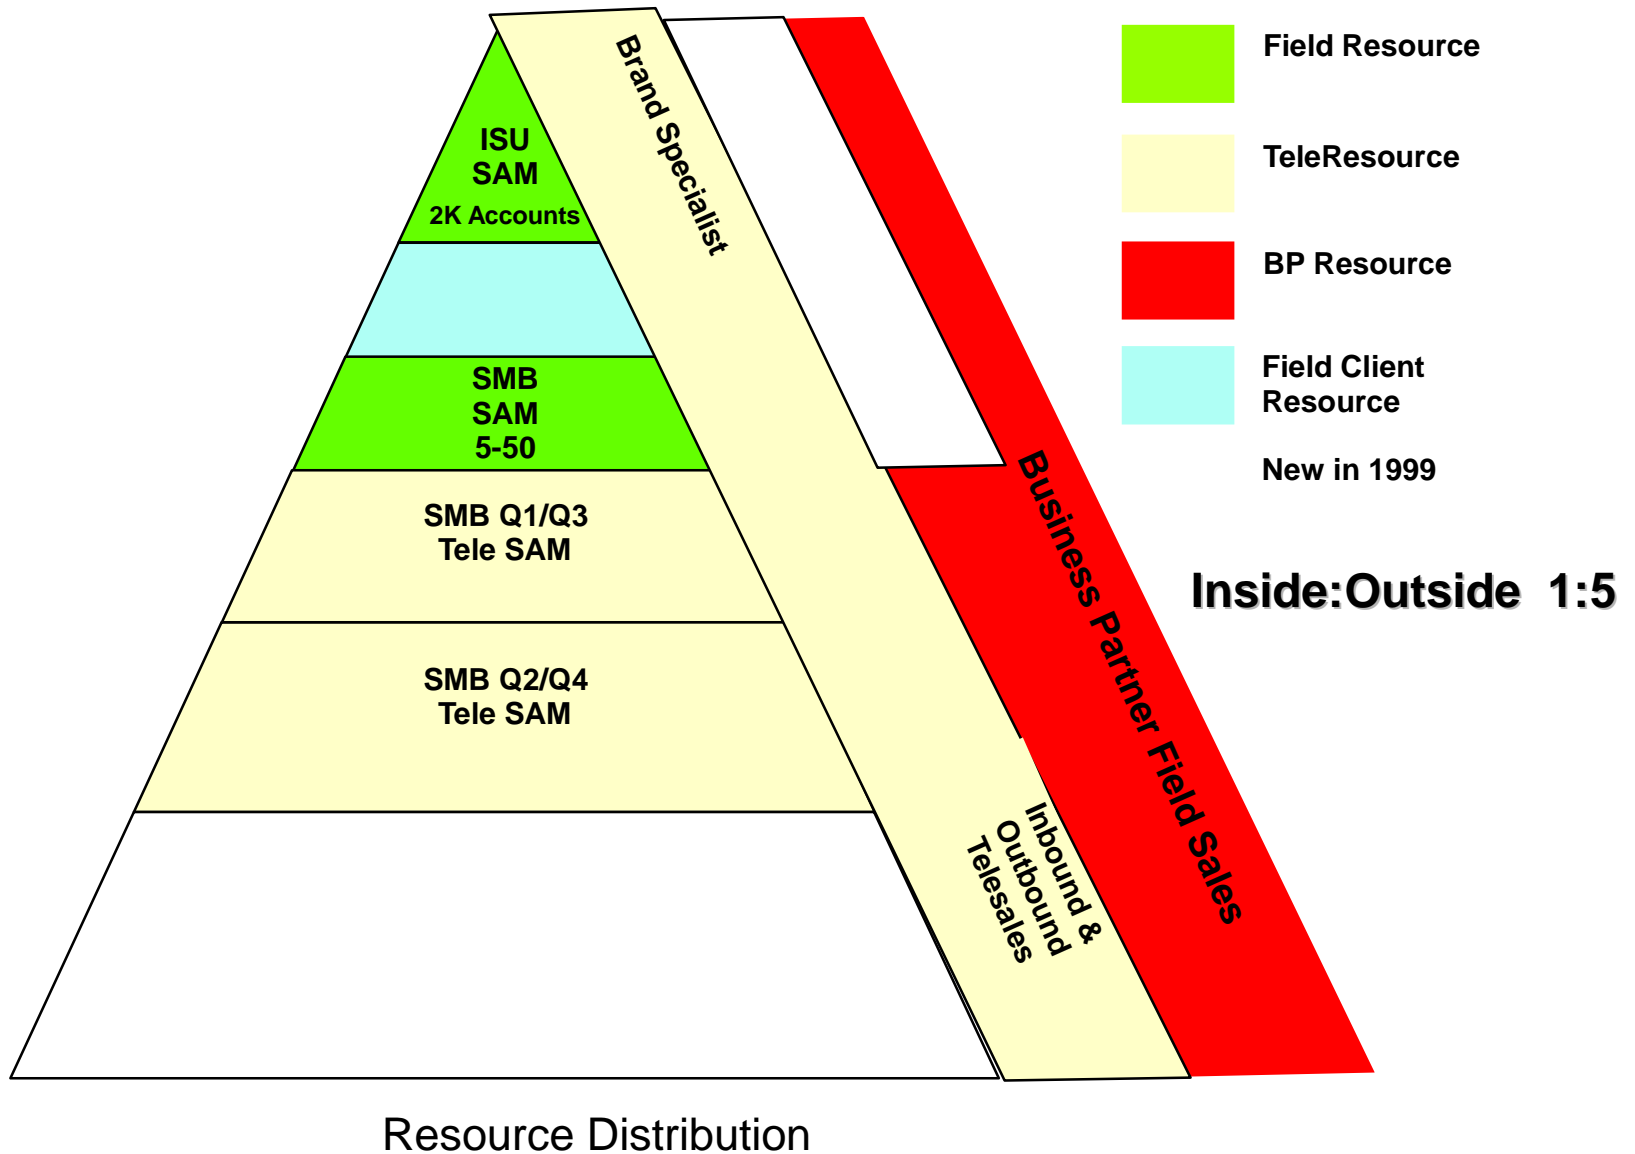 ISU
SAM
2K Accounts
SMB
SAM
5-50
SMB Q1/Q3
Tele SAM
SMB Q2/Q4
Tele SAM
Brand Specialist
Inbound &
Outbound
Telesales
Business Partner Field Sales
Field Resource
TeleResource
BP Resource
Field Client
Resource
New in 1999
Inside:Outside 1:5
Resource Distribution